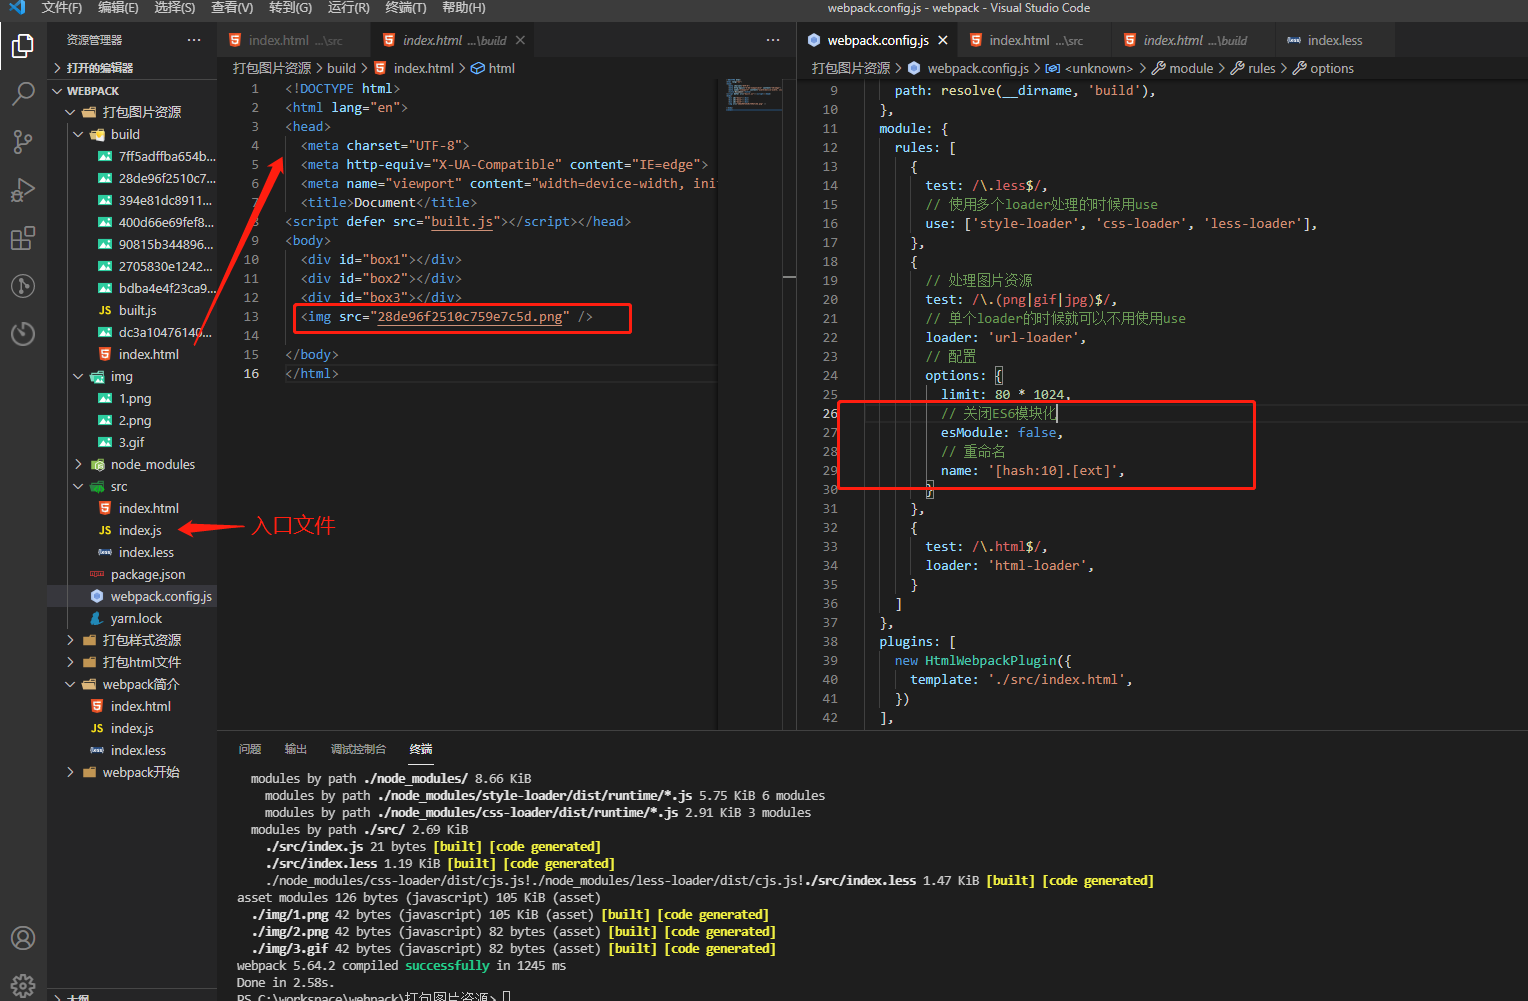 文件(F) 编辑(E) 选择(S) 查看(V) 转到(G) 运行(R) 终端(T) 帮助(H)
webpack.config.js - webpack - Visual Studio Code
资源管理器 ···
打开的编辑器
WEBPACK
打包图片资源
build
7ff5adffba654b...
28de96f2510c7...
394e81dc8911...
400d66e69fef8...
90815b344896...
2705830e1242...
bdba4e4f23ca9...
JS built.js
dc3a10476140...
index.html
img
1.png
2.png
3.gif
node_modules
src
index.html
JS index.js
入口文件
{less} index.less
package.json
webpack.config.js
yarn.lock
打包样式资源
打包html文件
webpack简介
index.html
JS index.js
{less} index.less
webpack开始
大纲
index.html ...\src
index.html ...\build
···
打包图片资源 > build > index.html > html
1 <!DOCTYPE html>
2 <html lang="en">
3 <head>
4 <meta charset="UTF-8">
5 <meta http-equiv="X-UA-Compatible" content="IE=edge">
6 <meta name="viewport" content="width=device-width, ini
7 <title>Document</title>
8 <script defer src="built.js"></script></head>
9 <body>
10 <div id="box1"></div>
11 <div id="box2"></div>
12 <div id="box3"></div>
13 <img src="28de96f2510c759e7c5d.png" />
14
15 </body>
16 </html>
webpack.config.js
index.html ...\src
index.html ...\build
{less} index.less
打包图片资源 > webpack.config.js > <unknown> > module > rules > options
9 path: resolve(__dirname, 'build'),
10 },
11 module: {
12 rules: [
13 {
14 test: /\.less$/,
15 // 使用多个loader处理的时候用use
16 use: ['style-loader', 'css-loader', 'less-loader'],
17 },
18 {
19 // 处理图片资源
20 test: /\.(png|gif|jpg)$/,
21 // 单个loader的时候就可以不用使用use
22 loader: 'url-loader',
23 // 配置
24 options: {
25 limit: 80 * 1024,
26 // 关闭ES6模块化
27 esModule: false,
28 // 重命名
29 name: '[hash:10].[ext]',
30 }
31 },
32 {
33 test: /\.html$/,
34 loader: 'html-loader',
35 }
36 ]
37 },
38 plugins: [
39 new HtmlWebpackPlugin({
40 template: './src/index.html',
41 })
42 ],
问题 输出 调试控制台 终端
modules by path ./node_modules/ 8.66 KiB
modules by path ./node_modules/style-loader/dist/runtime/*.js 5.75 KiB 6 modules
modules by path ./node_modules/css-loader/dist/runtime/*.js 2.91 KiB 3 modules
modules by path ./src/ 2.69 KiB
./src/index.js 21 bytes [built] [code generated]
./src/index.less 1.19 KiB [built] [code generated]
./node_modules/css-loader/dist/cjs.js!./node_modules/less-loader/dist/cjs.js!./src/index.less 1.47 KiB [built] [code generated]
asset modules 126 bytes (javascript) 105 KiB (asset)
./img/1.png 42 bytes (javascript) 105 KiB (asset) [built] [code generated]
./img/2.png 42 bytes (javascript) 82 bytes (asset) [built] [code generated]
./img/3.gif 42 bytes (javascript) 82 bytes (asset) [built] [code generated]
webpack 5.64.2 compiled successfully in 1245 ms
Done in 2.58s.
PS C:\workspace\webpack\打包图片资源>